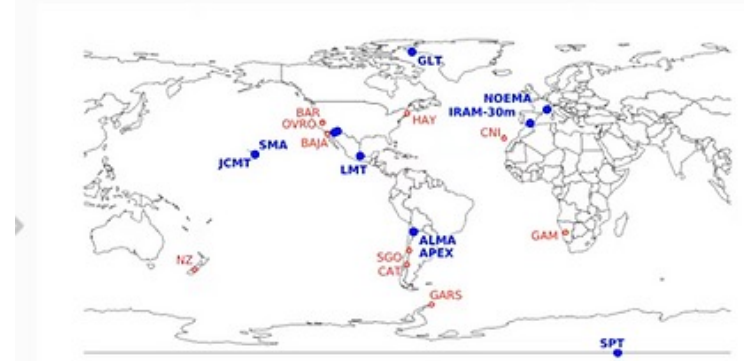 GLT
NOEMA
IRAM-30m
BAR
OVRO
HAY
CNI
BAJA
SMA
JCMT
LMT
ALMA
APEX
GAM
SGO
CAT
NZ
GARS
SPT